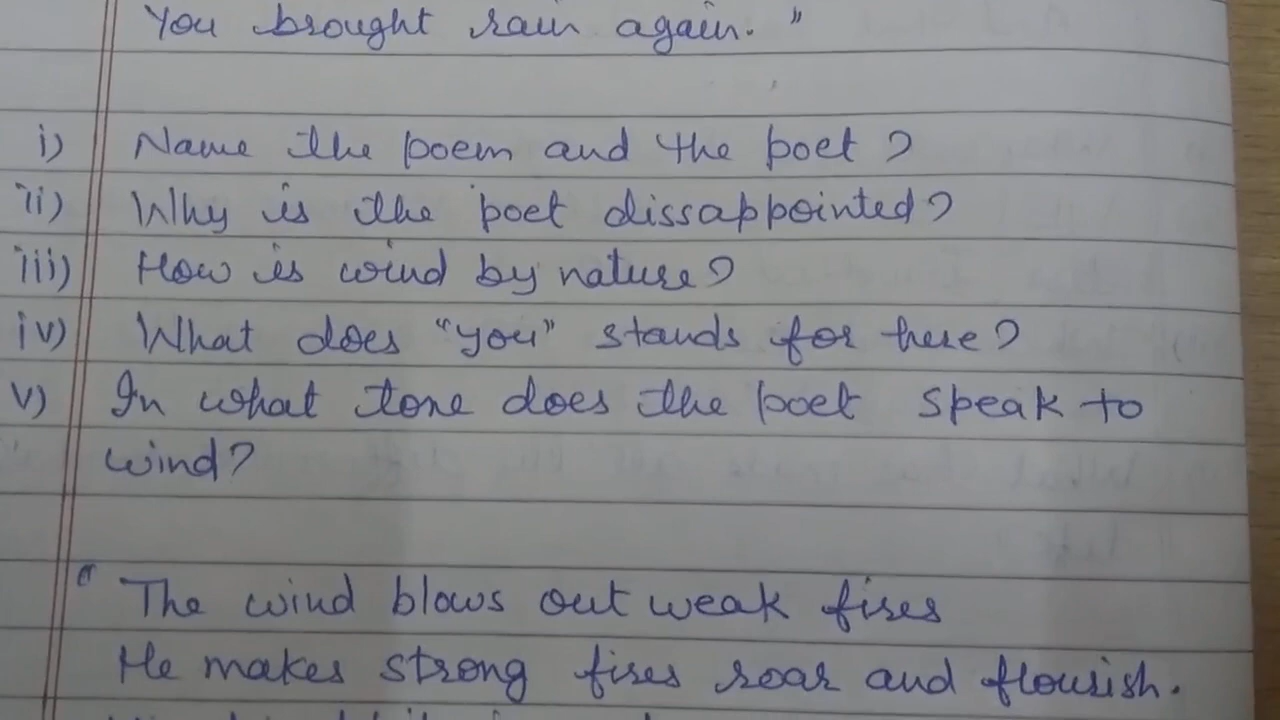 You brought rain again."
i) Name the poem and the poet ?
ii) Why is the poet dissappointed?
iii) How is wind by nature?
iv) What does "you" stands for here?
v) In what tone does the poet speak to
wind?
" The wind blows out weak fires
He makes strong fires roar and flourish.